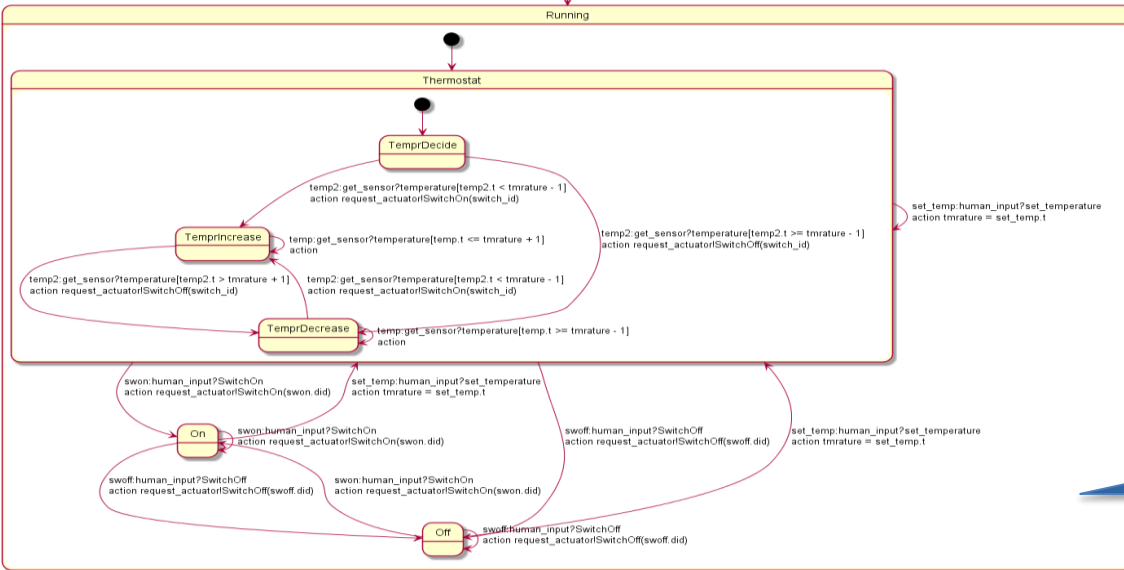 Running
Thermostat
TemprDecide
temp2:get_sensor?temperature[temp2.t < tmrature - 1]
action request_actuator!SwitchOn(switch_id)
set_temp:human_input?set_temperature
action tmrature = set_temp.t
TemprIncrease
temp:get_sensor?temperature[temp.t <= tmrature + 1]
action
temp2:get_sensor?temperature[temp2.t >= tmrature - 1]
action request_actuator!SwitchOff(switch_id)
temp2:get_sensor?temperature[temp2.t > tmrature + 1]
action request_actuator!SwitchOff(switch_id)
temp2:get_sensor?temperature[temp2.t < tmrature - 1]
action request_actuator!SwitchOn(switch_id)
TemprDecrease
temp:get_sensor?temperature[temp.t >= tmrature - 1]
action
swon:human_input?SwitchOn
action request_actuator!SwitchOn(swon.did)
set_temp:human_input?set_temperature
action tmrature = set_temp.t
On
swon:human_input?SwitchOn
action request_actuator!SwitchOn(swon.did)
swoff:human_input?SwitchOff
action request_actuator!SwitchOff(swoff.did)
set_temp:human_input?set_temperature
action tmrature = set_temp.t
swoff:human_input?SwitchOff
action request_actuator!SwitchOff(swoff.did)
swon:human_input?SwitchOn
action request_actuator!SwitchOn(swon.did)
Off
swoff:human_input?SwitchOff
action request_actuator!SwitchOff(swoff.did)